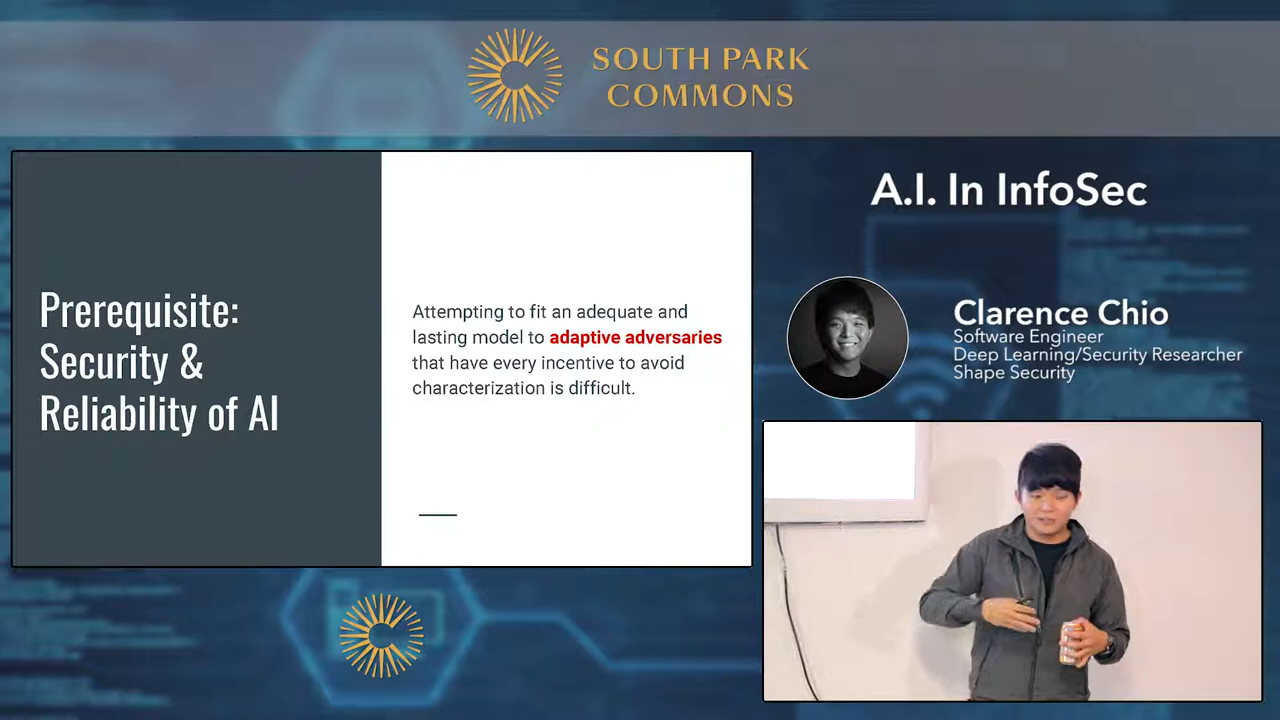 SOUTH PARK
COMMONS
Prerequisite:
Security &
Reliability of AI
Attempting to fit an adequate and
lasting model to adaptive adversaries
that have every incentive to avoid
characterization is difficult.
A.I. In InfoSec
Clarence Chio
Software Engineer
Deep Learning/Security Researcher
Shape Security